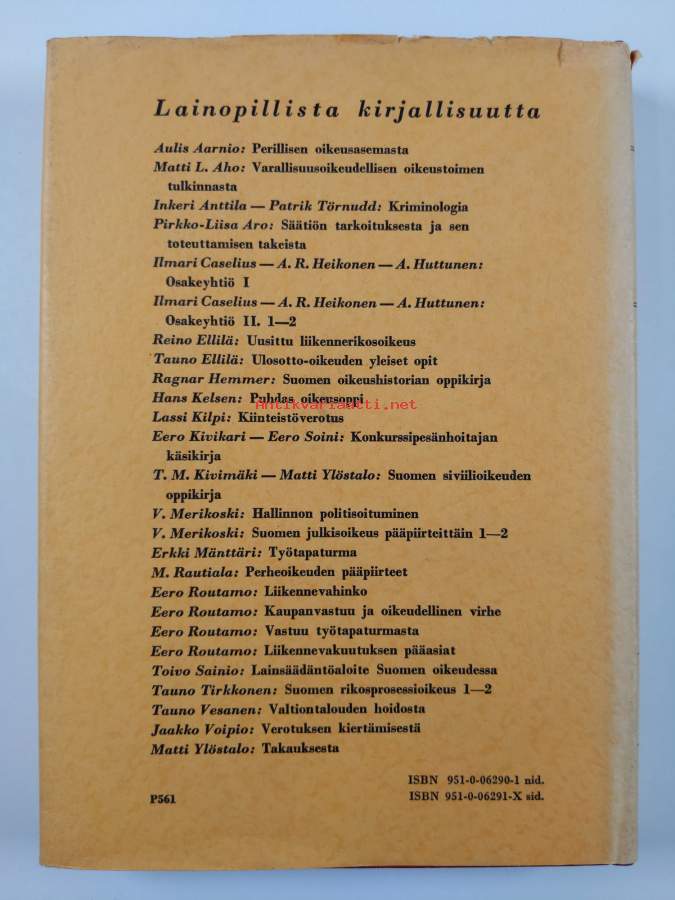 Lainopillista kirjallisuutta
Aulis Aarnio: Perillisen oikeusasemasta
Matti L. Aho: Varallisuusoikeudellisen oikeustoimen
tulkinnasta
Inkeri Anttila — Patrik Törnudd: Kriminologia
Pirkko-Liisa Aro: Säätiön tarkoituksesta ja sen
toteuttamisen takeista
Ilmari Caselius — A. R. Heikonen — A. Huttunen:
Osakeyhtiö I
Ilmari Caselius — A. R. Heikonen — A. Huttunen:
Osakeyhtiö II. 1—2
Reino Ellilä: Uusittu liikennerikosoikeus
Tauno Ellilä: Ulosotto-oikeuden yleiset opit
Ragnar Hemmer: Suomen oikeushistorian oppikirja
Hans Kelsen: Puhdas oikeusoppi
Antikvariaatti.net
Lassi Kilpi: Kiinteistöverotus
Eero Kivikari — Eero Soini: Konkurssipesänhoitajan
käsikirja
T. M. Kivimäki — Matti Ylöstalo: Suomen siviilioikeuden
oppikirja
V. Merikoski: Hallinnon politisoituminen
V. Merikoski: Suomen julkisoikeus pääpiirteittäin 1—2
Erkki Mänttäri: Työtapaturma
M. Rautiala: Perheoikeuden pääpiirteet
Eero Routamo: Liikennevahinko
Eero Routamo: Kaupanvastuu ja oikeudellinen virhe
Eero Routamo: Vastuu työtapaturmasta
Eero Routamo: Liikennevakuutuksen pääasiat
Toivo Sainio: Lainsäädäntöaloite Suomen oikeudessa
Tauno Tirkkonen: Suomen rikosprosessioikeus 1—2
Tauno Vesanen: Valtiontalouden hoidosta
Jaakko Voipio: Verotuksen kiertämisestä
Matti Ylöstalo: Takauksesta
ISBN 951-0-06290-1 nid.
P561 ISBN 951-0-06291-X sid.